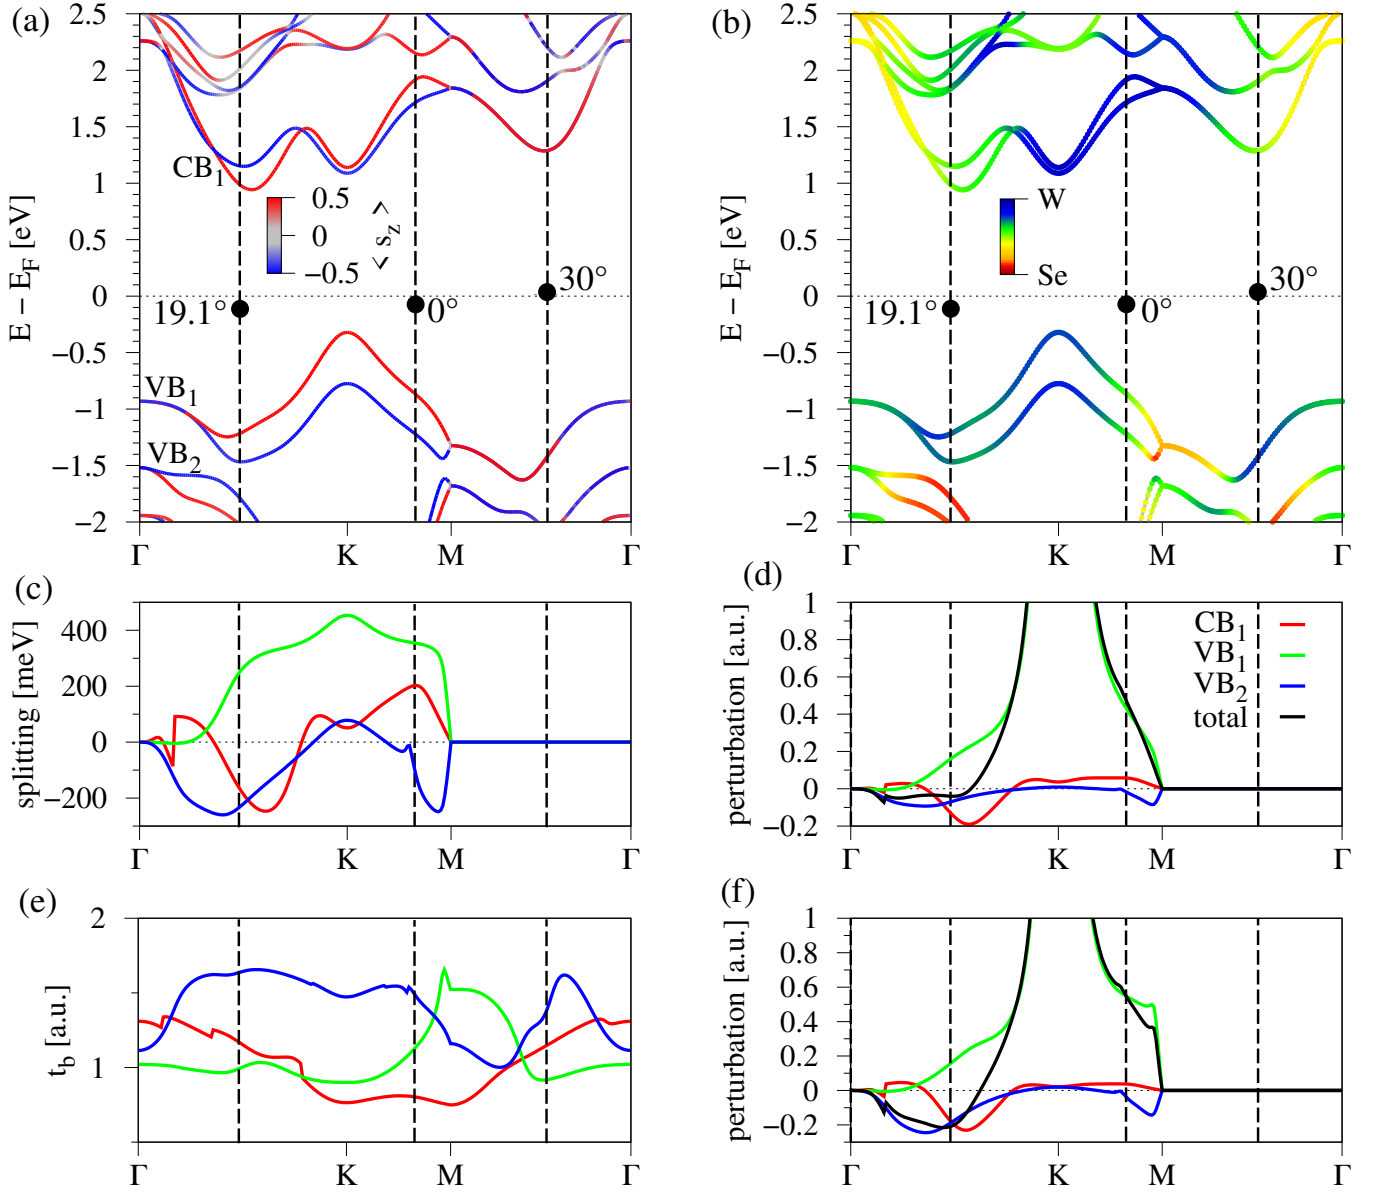 (a)
2.5
2
1.5
1
0.5
0
−0.5
−1
−1.5
−2
E − E_F [eV]
CB_1
VB_1
VB_2
0.5
0
−0.5
< s_z >
19.1°
0°
30°
Γ
K
M
Γ
(b)
2.5
2
1.5
1
0.5
0
−0.5
−1
−1.5
−2
E − E_F [eV]
W
Se
19.1°
0°
30°
Γ
K
M
Γ
(c)
400
200
0
−200
splitting [meV]
Γ
K
M
Γ
(d)
1
0.8
0.6
0.4
0.2
0
−0.2
perturbation [a.u.]
CB_1
VB_1
VB_2
total
Γ
K
M
Γ
(e)
2
1
t_b [a.u.]
Γ
K
M
Γ
(f)
1
0.8
0.6
0.4
0.2
0
−0.2
perturbation [a.u.]
Γ
K
M
Γ